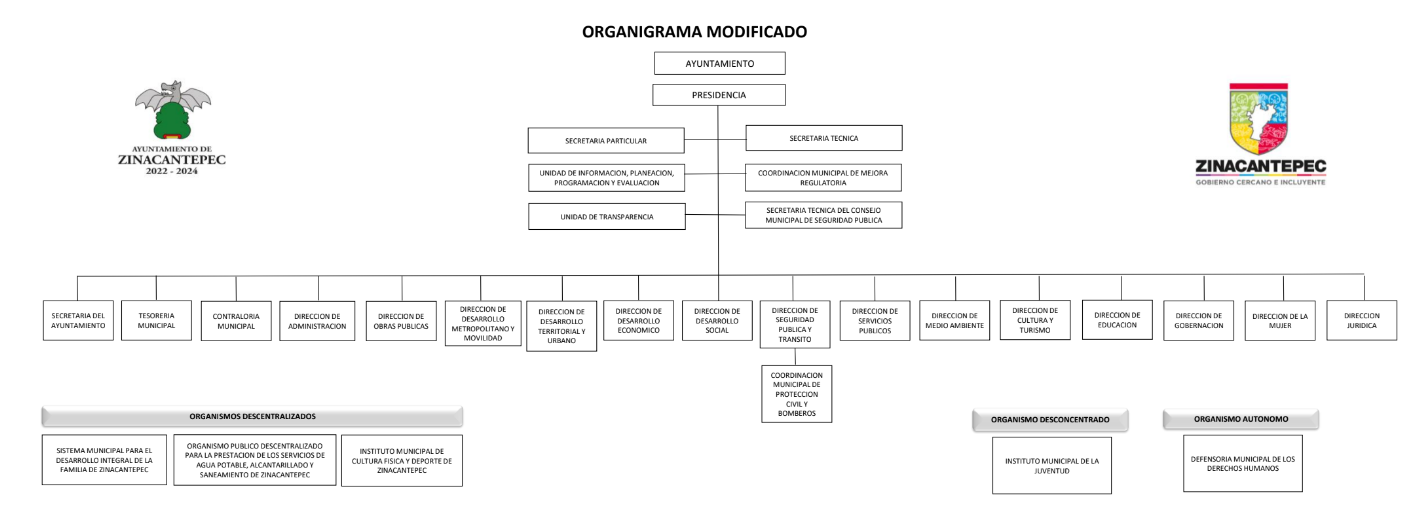 ORGANIGRAMA MODIFICADO
AYUNTAMIENTO
PRESIDENCIA
AYUNTAMIENTO DE
ZINACANTEPEC
2022 - 2024
ZINACANTEPEC
GOBIERNO CERCANO E INCLUYENTE
SECRETARIA PARTICULAR
SECRETARIA TECNICA
UNIDAD DE INFORMACION, PLANEACION,
PROGRAMACION Y EVALUACION
COORDINACION MUNICIPAL DE MEJORA
REGULATORIA
UNIDAD DE TRANSPARENCIA
SECRETARIA TECNICA DEL CONSEJO
MUNICIPAL DE SEGURIDAD PUBLICA
SECRETARIA DEL
AYUNTAMIENTO
TESORERIA
MUNICIPAL
CONTRALORIA
MUNICIPAL
DIRECCION DE
ADMINISTRACION
DIRECCION DE
OBRAS PUBLICAS
DIRECCION DE
DESARROLLO
METROPOLITANO Y
MOVILIDAD
DIRECCION DE
DESARROLLO
TERRITORIAL Y
URBANO
DIRECCION DE
DESARROLLO
ECONOMICO
DIRECCION DE
DESARROLLO
SOCIAL
DIRECCION DE
SEGURIDAD
PUBLICA Y
TRANSITO
DIRECCION DE
SERVICIOS
PUBLICOS
DIRECCION DE
MEDIO AMBIENTE
DIRECCION DE
CULTURA Y
TURISMO
DIRECCION DE
EDUCACION
DIRECCION DE
GOBERNACION
DIRECCION DE LA
MUJER
DIRECCION
JURIDICA
COORDINACION
MUNICIPAL DE
PROTECCION
CIVIL Y
BOMBEROS
ORGANISMOS DESCENTRALIZADOS
SISTEMA MUNICIPAL PARA EL
DESARROLLO INTEGRAL DE LA
FAMILIA DE ZINACANTEPEC
ORGANISMO PUBLICO DESCENTRALIZADO
PARA LA PRESTACION DE LOS SERVICIOS DE
AGUA POTABLE, ALCANTARILLADO Y
SANEAMIENTO DE ZINACANTEPEC
INSTITUTO MUNICIPAL DE
CULTURA FISICA Y DEPORTE DE
ZINACANTEPEC
ORGANISMO DESCONCENTRADO
INSTITUTO MUNICIPAL DE LA
JUVENTUD
ORGANISMO AUTONOMO
DEFENSORIA MUNICIPAL DE LOS
DERECHOS HUMANOS